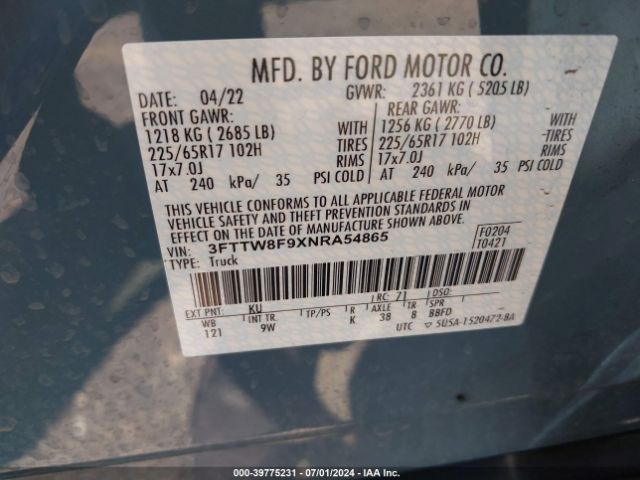 MFD. BY FORD MOTOR CO.
DATE: 04/22 GVWR: 2361 KG ( 5205 LB)
FRONT GAWR: REAR GAWR:
1218 KG ( 2685 LB) WITH 1256 KG ( 2770 LB) WITH
225/65R17 102H TIRES 225/65R17 102H TIRES
17x7.0J RIMS 17x7.0J RIMS
AT 240 kPa/ 35 PSI COLD AT 240 kPa/ 35 PSI COLD
THIS VEHICLE CONFORMS TO ALL APPLICABLE FEDERAL MOTOR
VEHICLE SAFETY AND THEFT PREVENTION STANDARDS IN
EFFECT ON THE DATE OF MANUFACTURE SHOWN ABOVE. F0204
VIN: 3FTTW8F9XNRA54865 T0421
TYPE: Truck
EXT PNT: KU RC: 71 DSO:
WB INT TR. TP/PS R AXLE TR SPR
121 9W K 38 8 BBFD
UTC 5U5A-1520472-BA
000-39775231 - 07/01/2024 - IAA Inc.